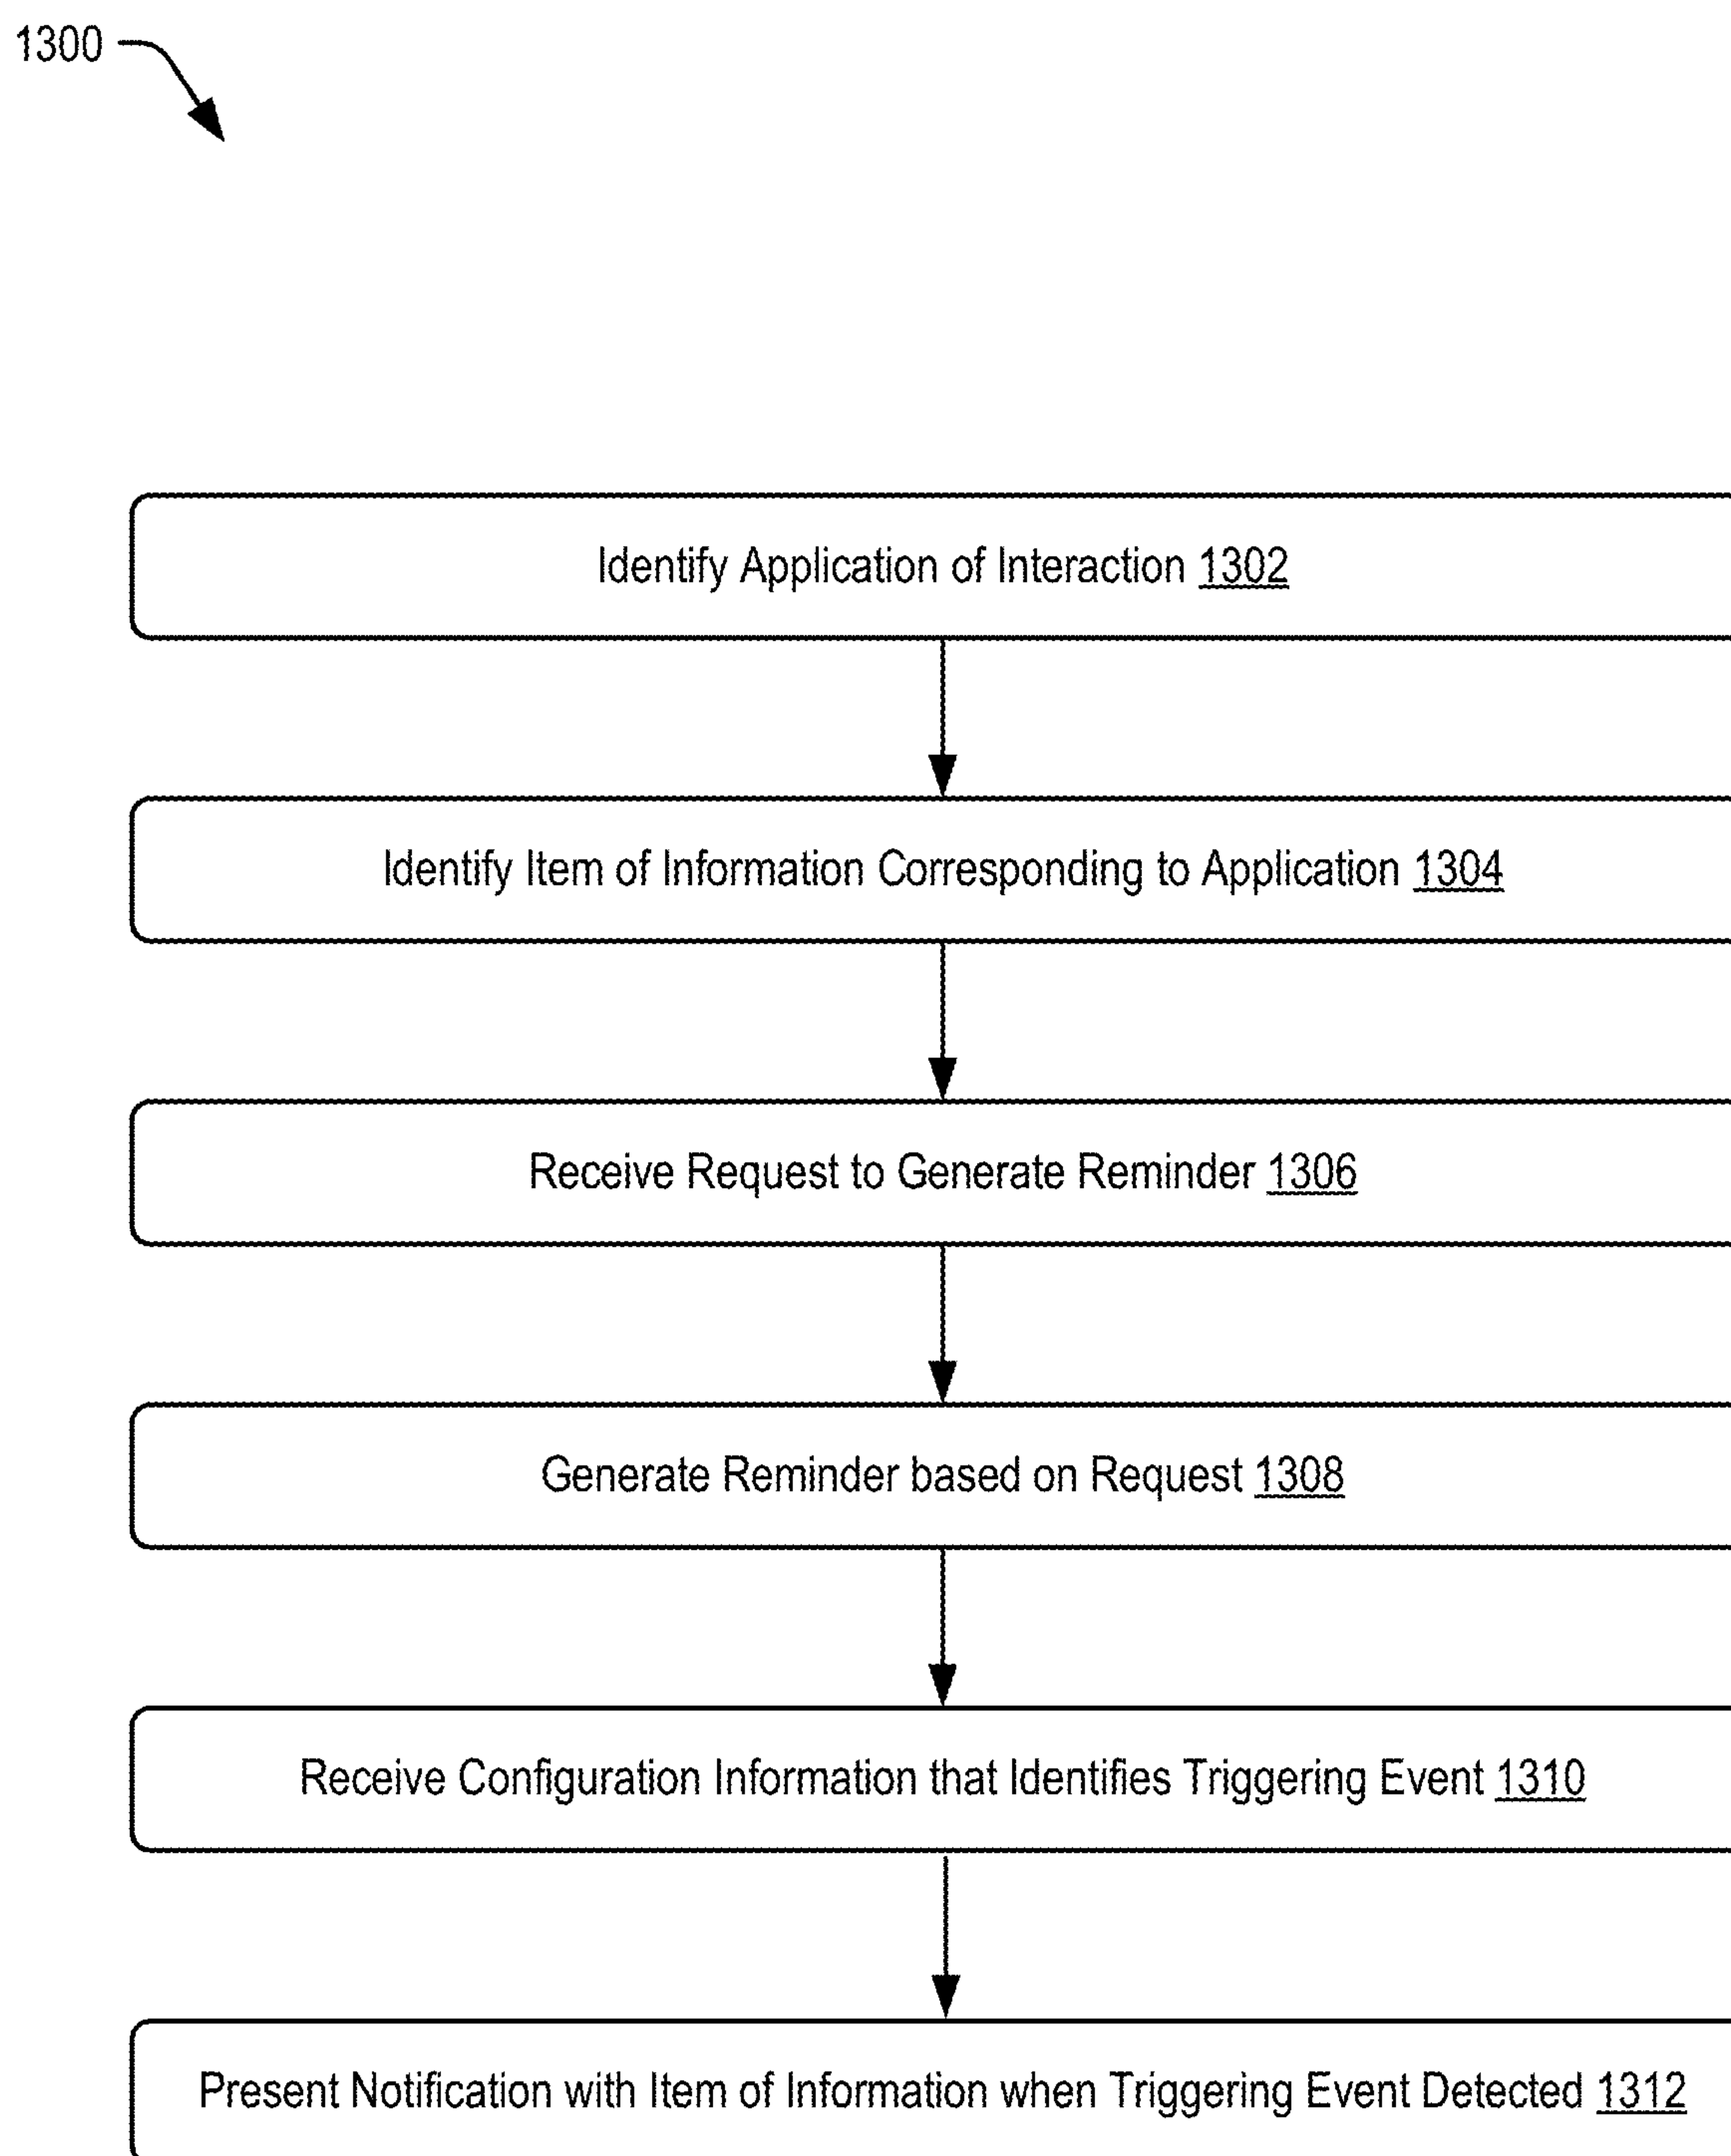 1300
Identify Application of Interaction 1302
Identify Item of Information Corresponding to Application 1304
Receive Request to Generate Reminder 1306
Generate Reminder based on Request 1308
Receive Configuration Information that Identifies Triggering Event 1310
Present Notification with Item of Information when Triggering Event Detected 1312